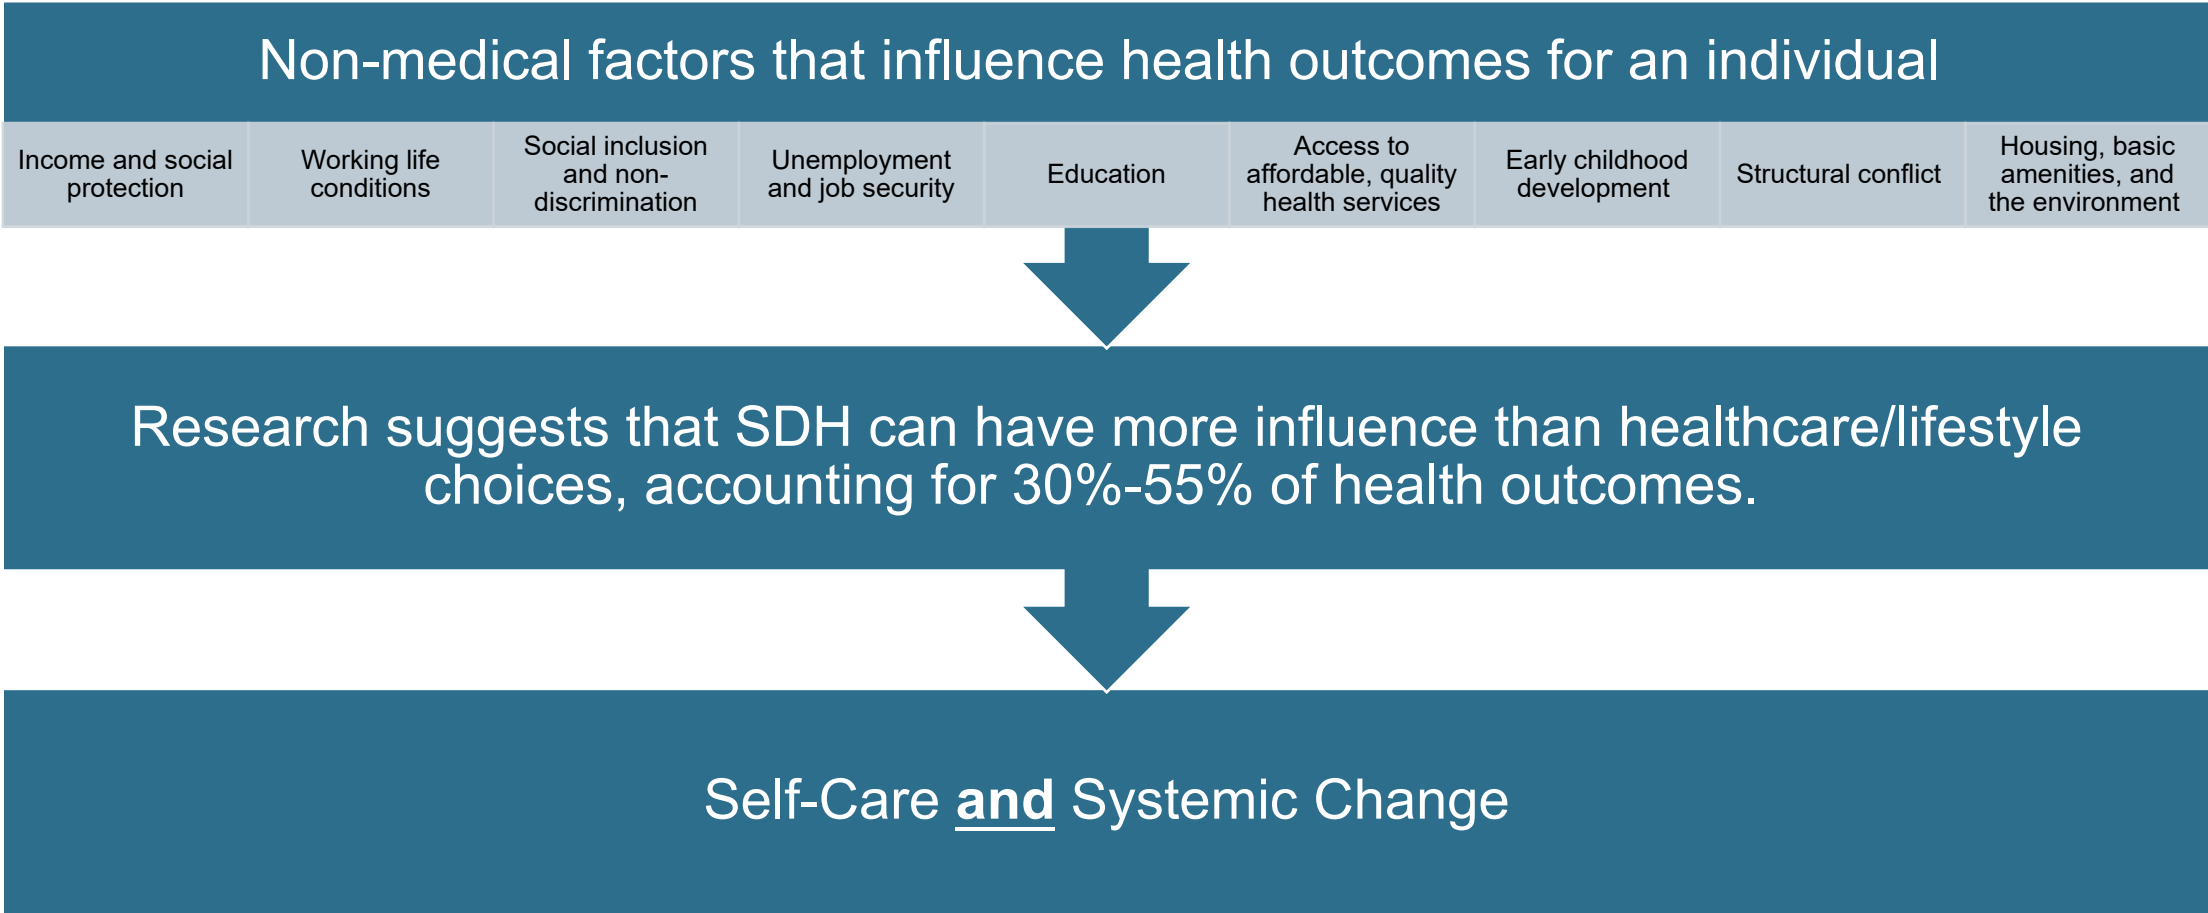 Non-medical factors that influence health outcomes for an individual
Income and social
protection
Working life
conditions
Social inclusion
and non-
discrimination
Unemployment
and job security
Education
Access to
affordable, quality
health services
Early childhood
development
Structural conflict
Housing, basic
amenities, and
the environment
Research suggests that SDH can have more influence than healthcare/lifestyle
choices, accounting for 30%-55% of health outcomes.
Self-Care and Systemic Change